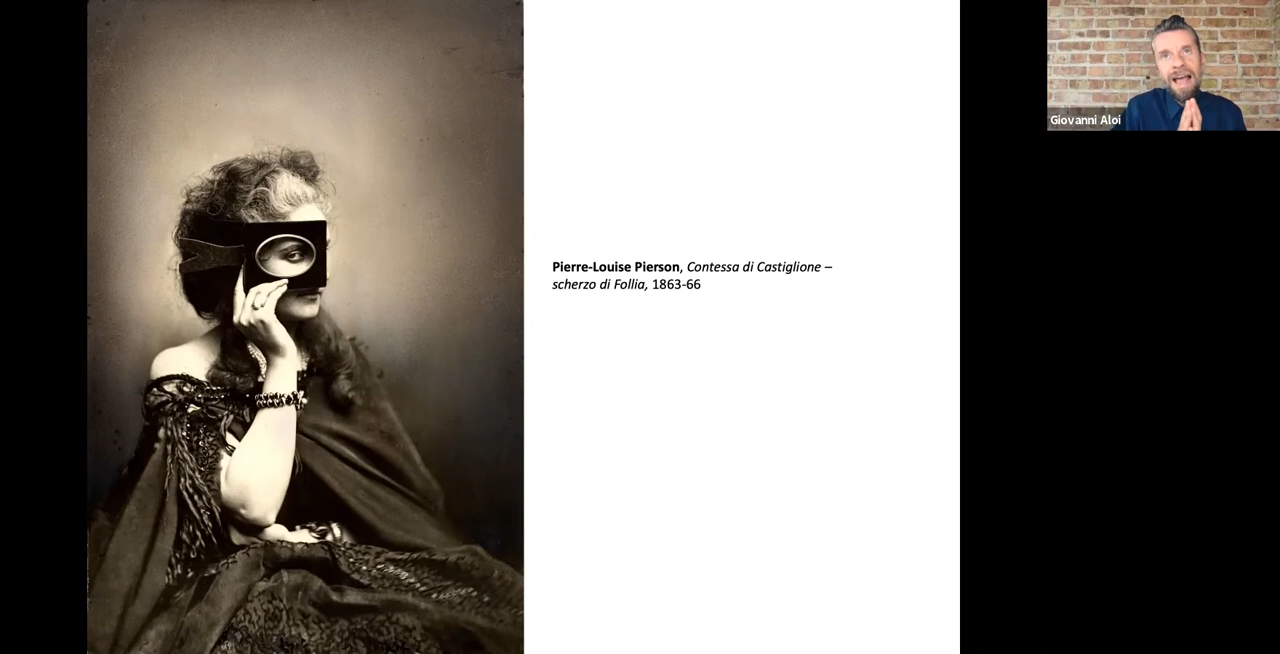 Pierre-Louise Pierson, Contessa di Castiglione –
scherzo di Follia, 1863-66
Giovanni Aloi